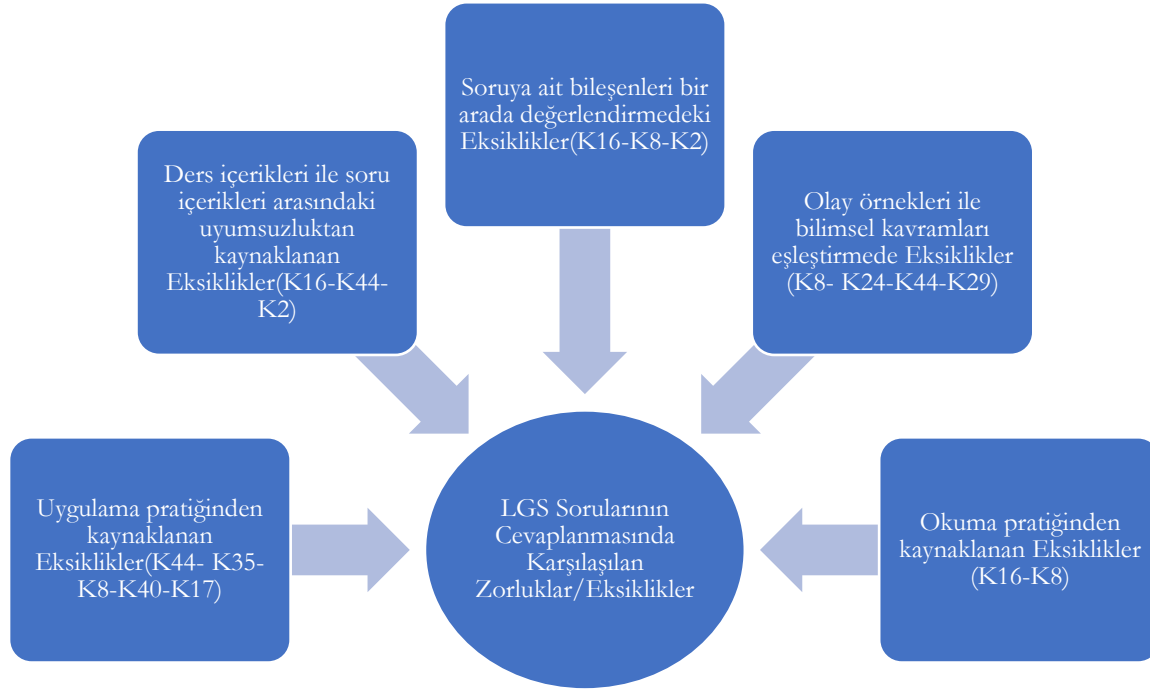 Soruya ait bileşenleri bir
arada değerlendirmedeki
Eksiklikler(K16-K8-K2)
Ders içerikleri ile soru
içerikleri arasındaki
uyumsuzluktan
kaynaklanan
Eksiklikler(K16-K44-
K2)
Olay örnekleri ile
bilimsel kavramları
eşleştirmede Eksiklikler
(K8- K24-K44-K29)
Uygulama pratiğinden
kaynaklanan
Eksiklikler(K44- K35-
K8-K40-K17)
LGS Sorularının
Cevaplanmasında
Karşılaşılan
Zorluklar/Eksiklikler
Okuma pratiğinden
kaynaklanan Eksiklikler
(K16-K8)